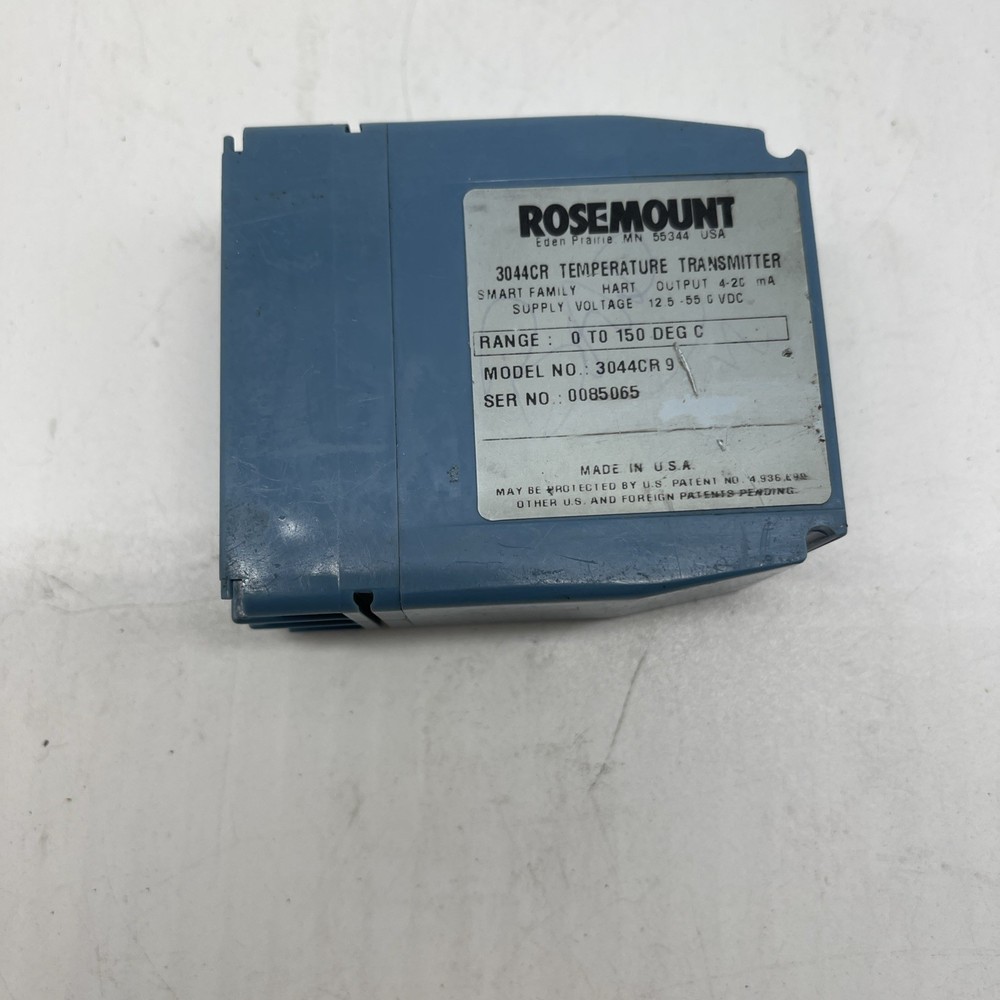 ROSEMOUNT
Eden Prairie MN 55344 USA
3044CR TEMPERATURE TRANSMITTER
SMART FAMILY HART OUTPUT 4-20 mA
SUPPLY VOLTAGE 12.5-55.0 VDC
RANGE : 0 TO 150 DEG C
MODEL NO.: 3044CR 9
SER NO.: 0085065
MADE IN U.S.A.
MAY BE PROTECTED BY U.S. PATENT NO.
OTHER U.S. AND FOREIGN PATENTS PENDING.